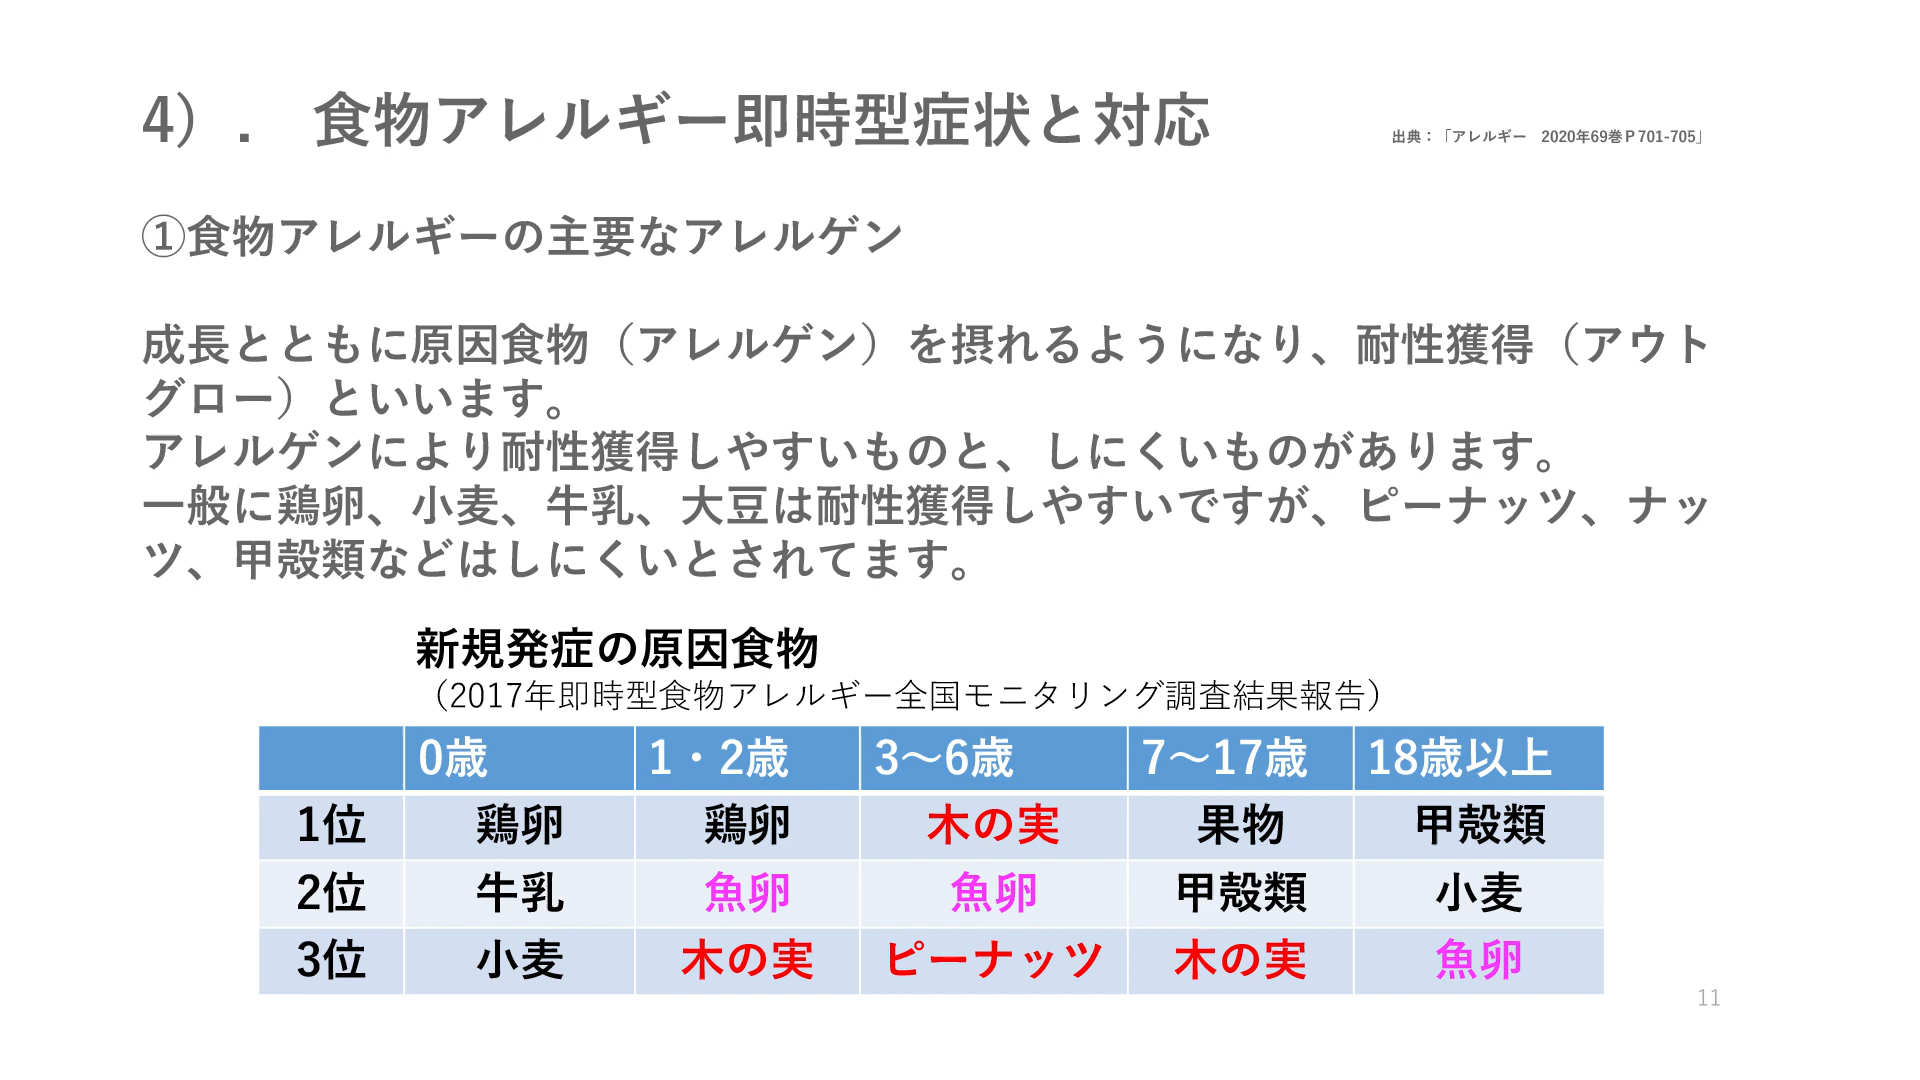 4）． 食物アレルギー即時型症状と対応
出典：「アレルギー　2020年69巻Ｐ701-705」
①食物アレルギーの主要なアレルゲン
成長とともに原因食物（アレルゲン）を摂れるようになり、耐性獲得（アウト
グロー）といいます。
アレルゲンにより耐性獲得しやすいものと、しにくいものがあります。
一般に鶏卵、小麦、牛乳、大豆は耐性獲得しやすいですが、ピーナッツ、ナッ
ツ、甲殻類などはしにくいとされてます。
新規発症の原因食物
（2017年即時型食物アレルギー全国モニタリング調査結果報告）
0歳 1・2歳 3～6歳 7～17歳 18歳以上
1位 鶏卵 鶏卵 木の実 果物 甲殻類
2位 牛乳 魚卵 魚卵 甲殻類 小麦
3位 小麦 木の実 ピーナッツ 木の実 魚卵
11